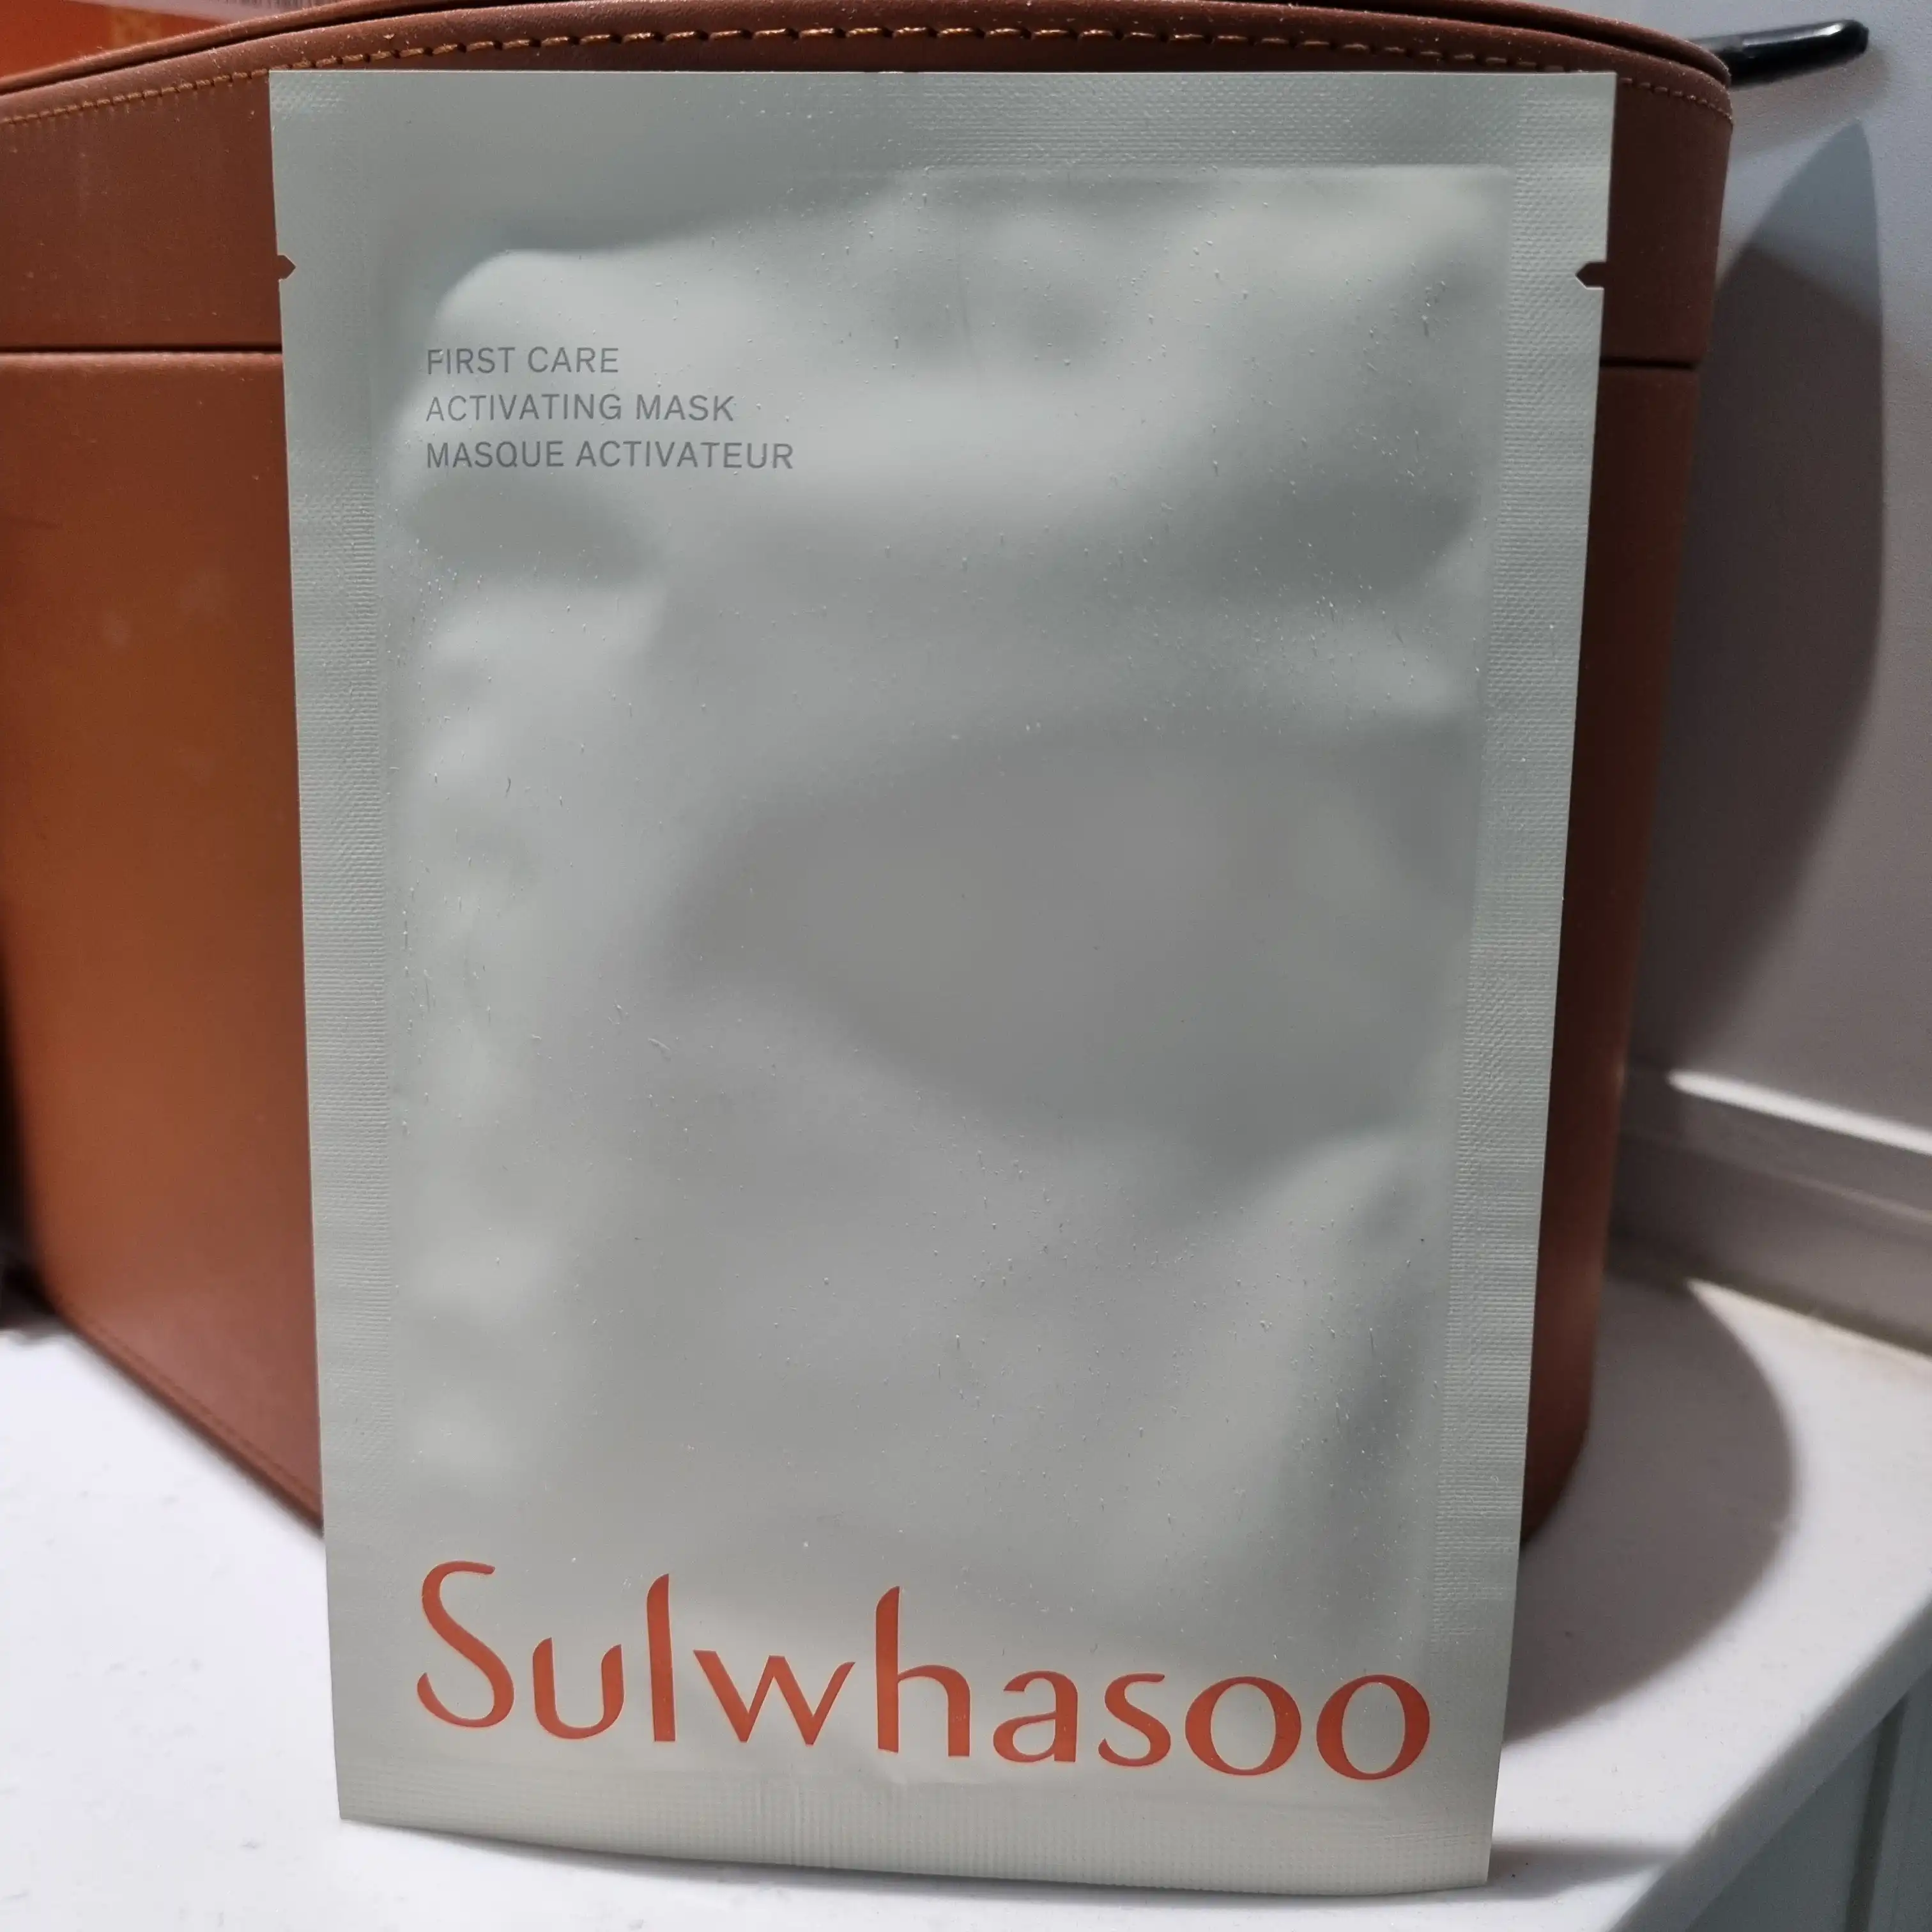 FIRST CARE
ACTIVATING MASK
MASQUE ACTIVATEUR
Sulwhasoo